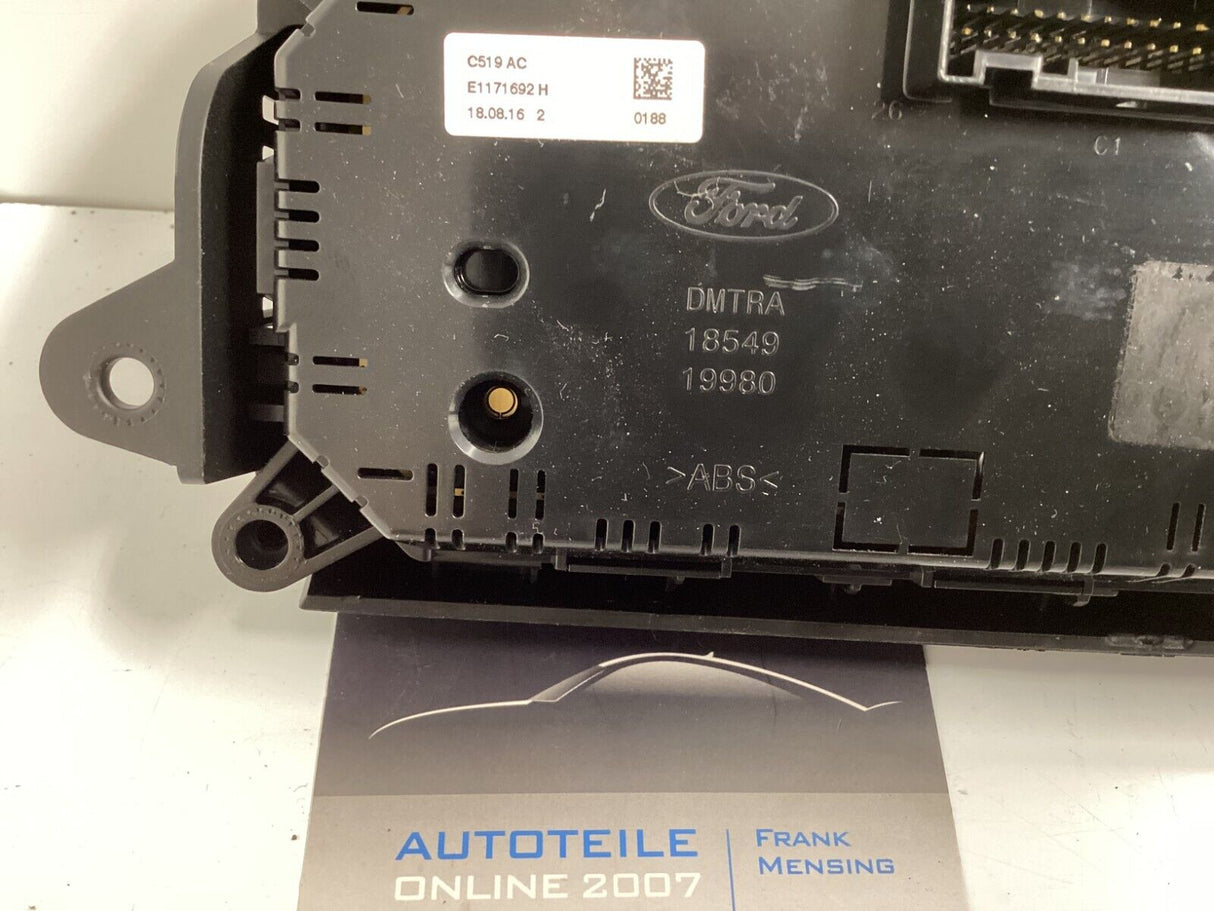 C519 AC
E1171692 H
18.08.16 2
0188
26
C1
Ford
DMTRA
18549
19980
>ABS<
AUTOTEILE
ONLINE 2007
FRANK
MENSING